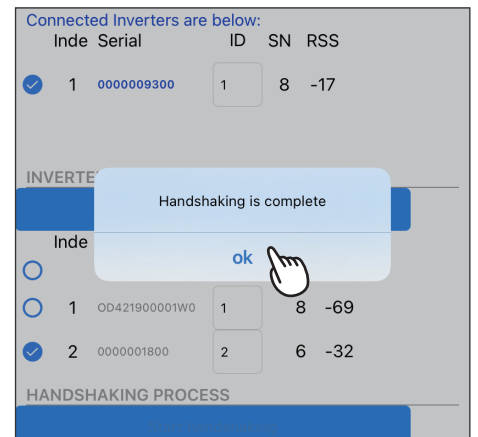 Connected Inverters are below:
Inde Serial ID SN RSS
1 0000009300 1 8 -17
INVERTE
Handshaking is complete
ok
Inde
1 OD421900001W0 1 8 -69
2 0000001800 2 6 -32
HANDSHAKING PROCESS